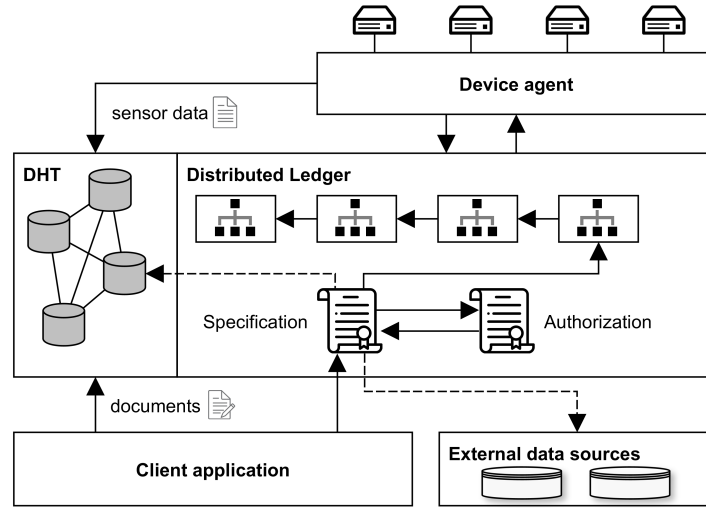 Device agent
sensor data
DHT
Distributed Ledger
Specification
Authorization
documents
Client application
External data sources